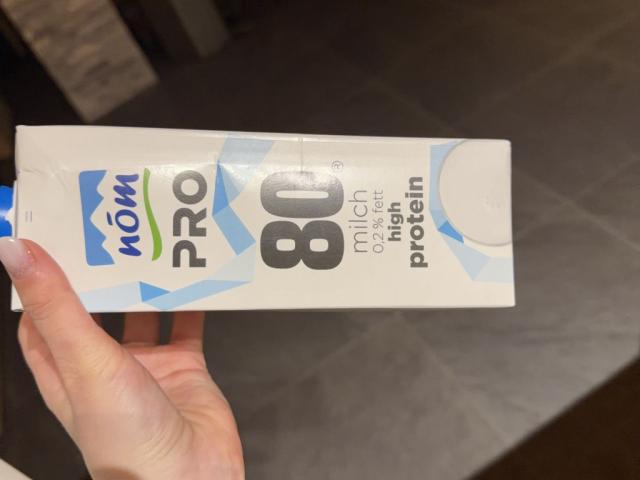 nöm
PRO
80®
milch
0,2% fett
high
protein